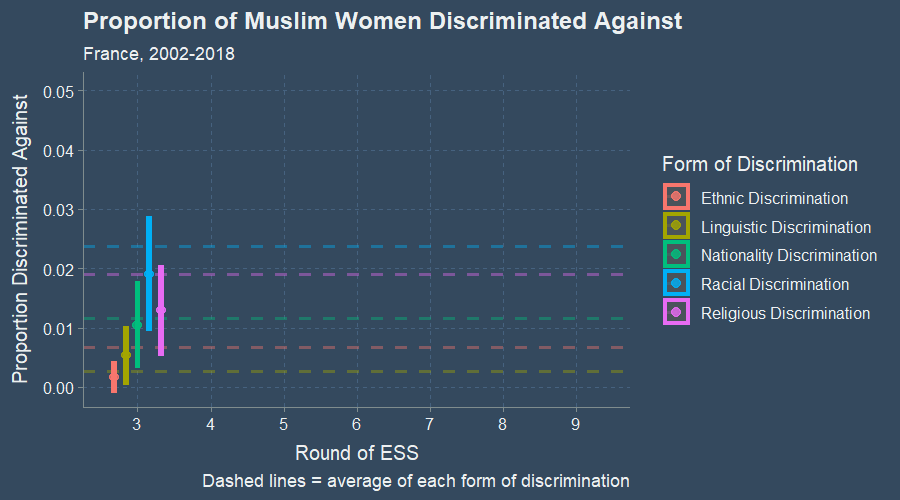 Proportion of Muslim Women Discriminated Against
France, 2002-2018
Proportion Discriminated Against
0.05
0.04
0.03
0.02
0.01
0.00
3 4 5 6 7 8 9
Round of ESS
Dashed lines = average of each form of discrimination
Form of Discrimination
Ethnic Discrimination
Linguistic Discrimination
Nationality Discrimination
Racial Discrimination
Religious Discrimination